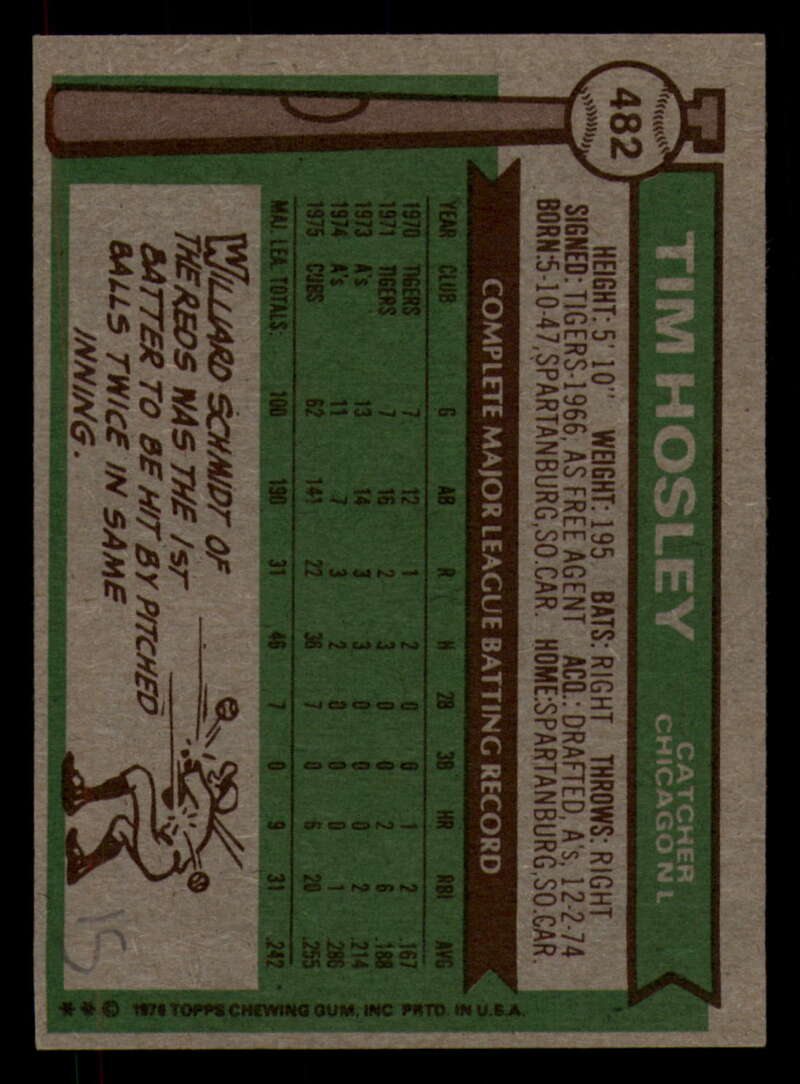 482
TIM HOSLEY
CATCHER
CHICAGO N L
HEIGHT: 5' 10" WEIGHT: 195 BATS: RIGHT THROWS: RIGHT
SIGNED: TIGERS-1966, AS FREE AGENT ACQ.: DRAFTED, A's, 12-2-74
BORN:5-10-47,SPARTANBURG,SO.CAR. HOME:SPARTANBURG,SO.CAR.
COMPLETE MAJOR LEAGUE BATTING RECORD
YEAR CLUB G AB R H 2B 3B HR RBI AVG
1970 TIGERS 7 12 1 2 0 0 1 2 .167
1971 TIGERS 7 16 2 3 0 0 2 6 .188
1973 A's 13 14 3 3 0 0 0 2 .214
1974 A's 11 7 3 2 0 0 0 1 .286
1975 CUBS 62 141 22 36 7 0 6 20 .255
MAJ. LEA. TOTALS: 100 190 31 46 7 0 9 31 .242
WILLARD SCHMIDT OF
THE REDS WAS THE 1ST
BATTER TO BE HIT BY PITCHED
BALLS TWICE IN SAME
INNING.
15
** © 1976 TOPPS CHEWING GUM, INC PRTD. IN U.S.A.